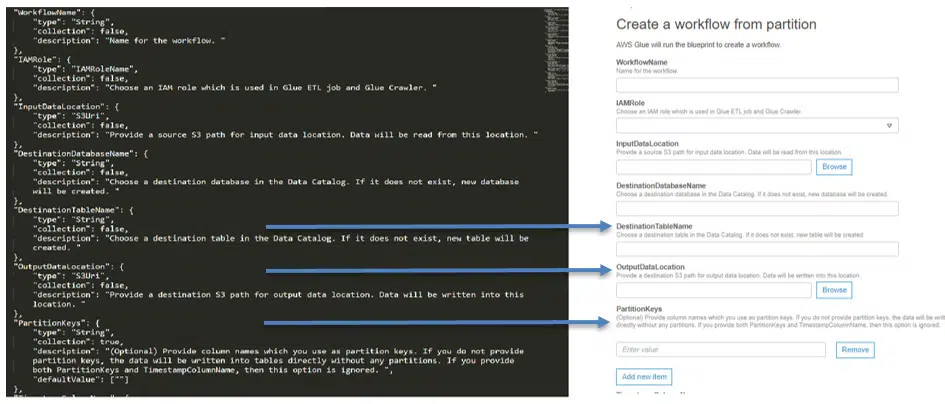 "WorkflowName": {
"type": "String",
"collection": false,
"description": "Name for the workflow. "
},
"IAMRole": {
"type": "IAMRoleName",
"collection": false,
"description": "Choose an IAM role which is used in Glue ETL job and Glue Crawler. "
},
"InputDataLocation": {
"type": "S3Uri",
"collection": false,
"description": "Provide a source S3 path for input data location. Data will be read from this location. "
},
"DestinationDatabaseName": {
"type": "String",
"collection": false,
"description": "Choose a destination database in the Data Catalog. If it does not exist, new database
will be created. "
},
"DestinationTableName": {
"type": "String",
"collection": false,
"description": "Choose a destination table in the Data Catalog. If it does not exist, new table will be
created. "
},
"OutputDataLocation": {
"type": "S3Uri",
"collection": false,
"description": "Provide a destination S3 path for output data location. Data will be written into this
location. "
},
"PartitionKeys": {
"type": "String",
"collection": true,
"description": "(Optional) Provide column names which you use as partition keys. If you do not provide
partition keys, the data will be written into tables directly without any partitions. If you provide
both PartitionKeys and TimestampColumnName, then this option is ignored. ",
"defaultValue": [""]
},
Create a workflow from partition
AWS Glue will run the blueprint to create a workflow.
WorkflowName
Name for the workflow.
IAMRole
Choose an IAM role which is used in Glue ETL job and Glue Crawler.
InputDataLocation
Provide a source S3 path for input data location. Data will be read from this location.
Browse
DestinationDatabaseName
Choose a destination database in the Data Catalog. If it does not exist, new database will be created.
DestinationTableName
Choose a destination table in the Data Catalog. If it does not exist, new table will be created
OutputDataLocation
Provide a destination S3 path for output data location. Data will be written into this location.
Browse
PartitionKeys
(Optional) Provide column names which you use as partition keys. If you do not provide partition keys, the data will be writ
directly without any partitions. If you provide both PartitionKeys and TimestampColumnName, then this option is ignored.
Enter value
Remove
Add new item